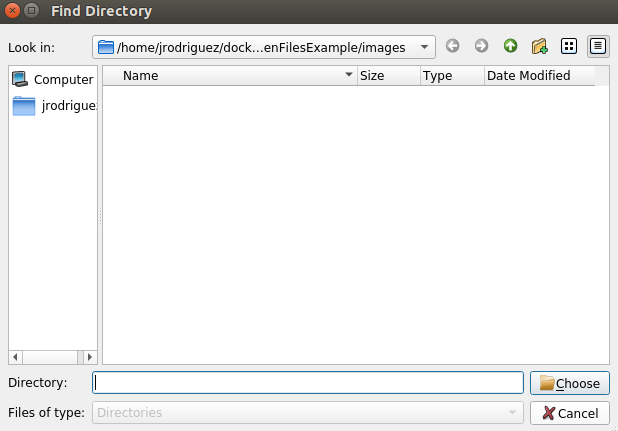 Find Directory
Look in: /home/jrodriguez/dock...enFilesExample/images
Computer
jrodriguez
Name Size Type Date Modified
Directory: Choose
Files of type: Directories Cancel